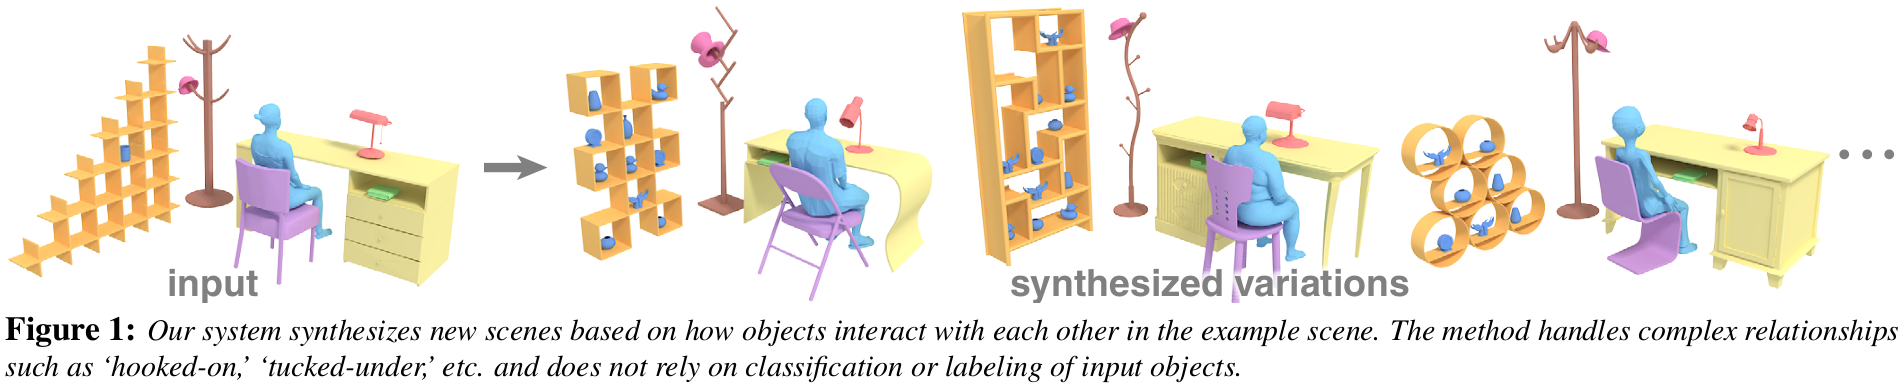 input
synthesized variations
Figure 1: Our system synthesizes new scenes based on how objects interact with each other in the example scene. The method handles complex relationships
such as ‘hooked-on,’ ‘tucked-under,’ etc. and does not rely on classification or labeling of input objects.